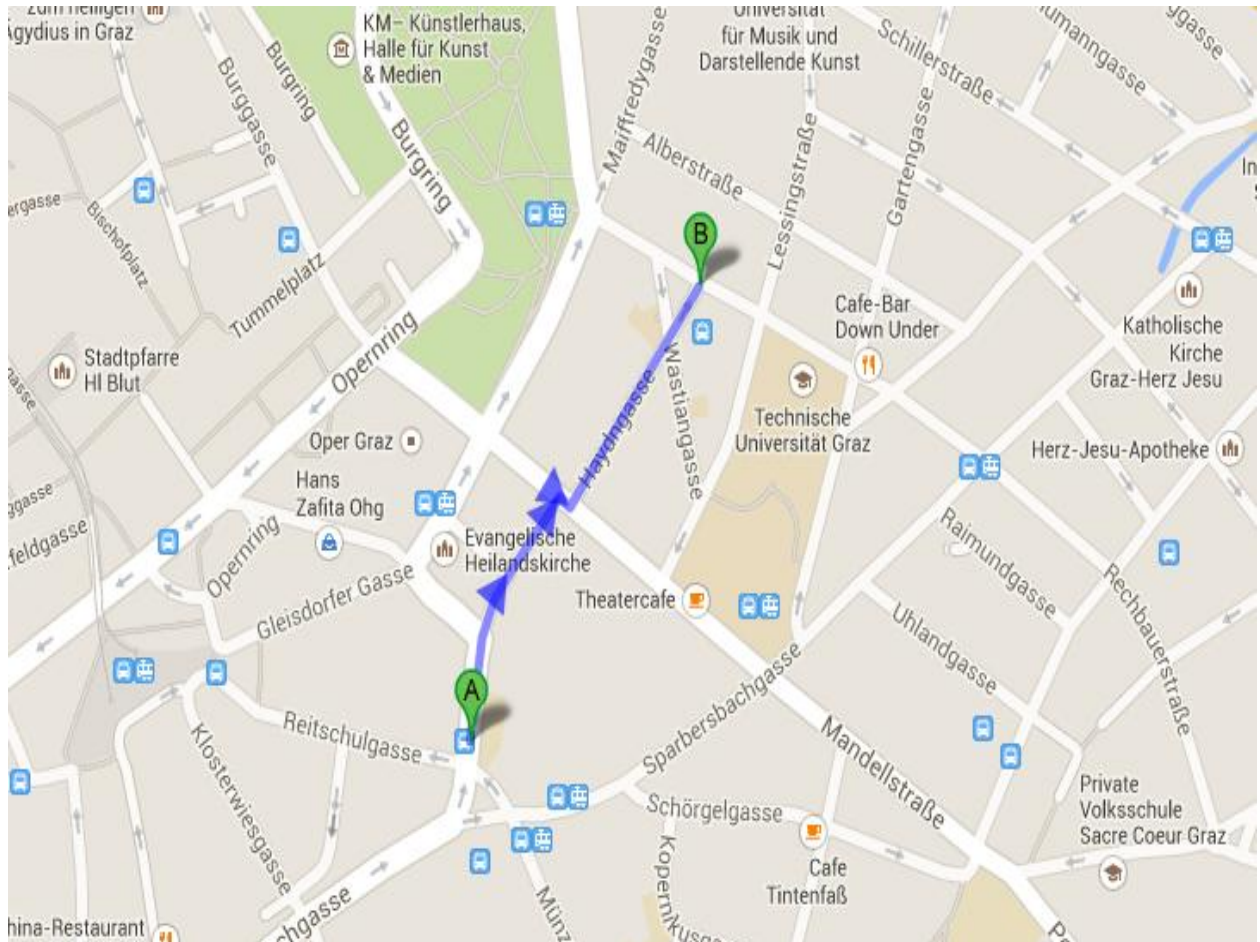 Zum Heiligen
Ägydius in Graz
Burggasse
Burgring
KM– Künstlerhaus,
Halle für Kunst
& Medien
Burgring
Maiffredygasse
Universität
für Musik und
Darstellende Kunst
Schillerstraße
Alberstraße
Lessingstraße
Gartengasse
Bischofplatz
Tummelplatz
B
Cafe-Bar
Down Under
Katholische
Kirche
Graz-Herz Jesu
Stadtpfarre
Hl Blut
Opernring
Wastiangasse
Haydngasse
Technische
Universität Graz
Oper Graz
Herz-Jesu-Apotheke
Hans
Zafita Ohg
Opernring
Evangelische
Heilandskirche
Gleisdorfer Gasse
Theatercafe
Raimundgasse
Rechbauerstraße
Uhlandgasse
A
Reitschulgasse
Klosterwiesgasse
Sparbersbachgasse
Mandellstraße
Schörgelgasse
Private
Volksschule
Sacre Coeur Graz
Cafe
Tintenfaß
Kopernikusgasse
Münz
hina-Restaurant
chgasse